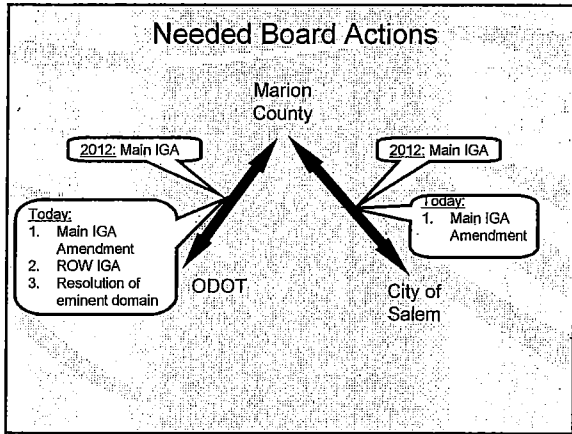 Needed Board Actions
Marion
County
2012: Main IGA
2012: Main IGA
Today:
1. Main IGA
Amendment
2. ROW IGA
3. Resolution of
eminent domain
Today:
1. Main IGA
Amendment
ODOT
City of
Salem